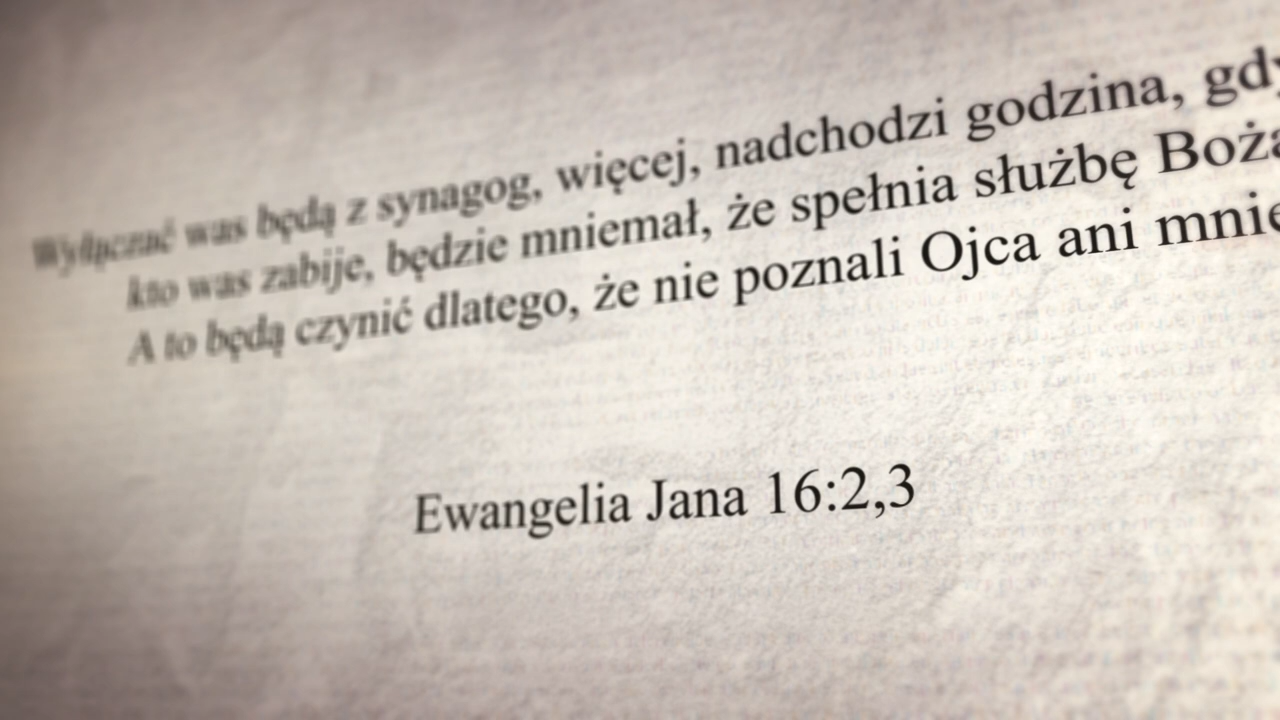 Wyłączać was będą z synagog, więcej, nadchodzi godzina, gdy
kto was zabije, będzie mniemał, że spełnia służbę Bożą
A to będą czynić dlatego, że nie poznali Ojca ani mnie
Ewangelia Jana 16:2,3